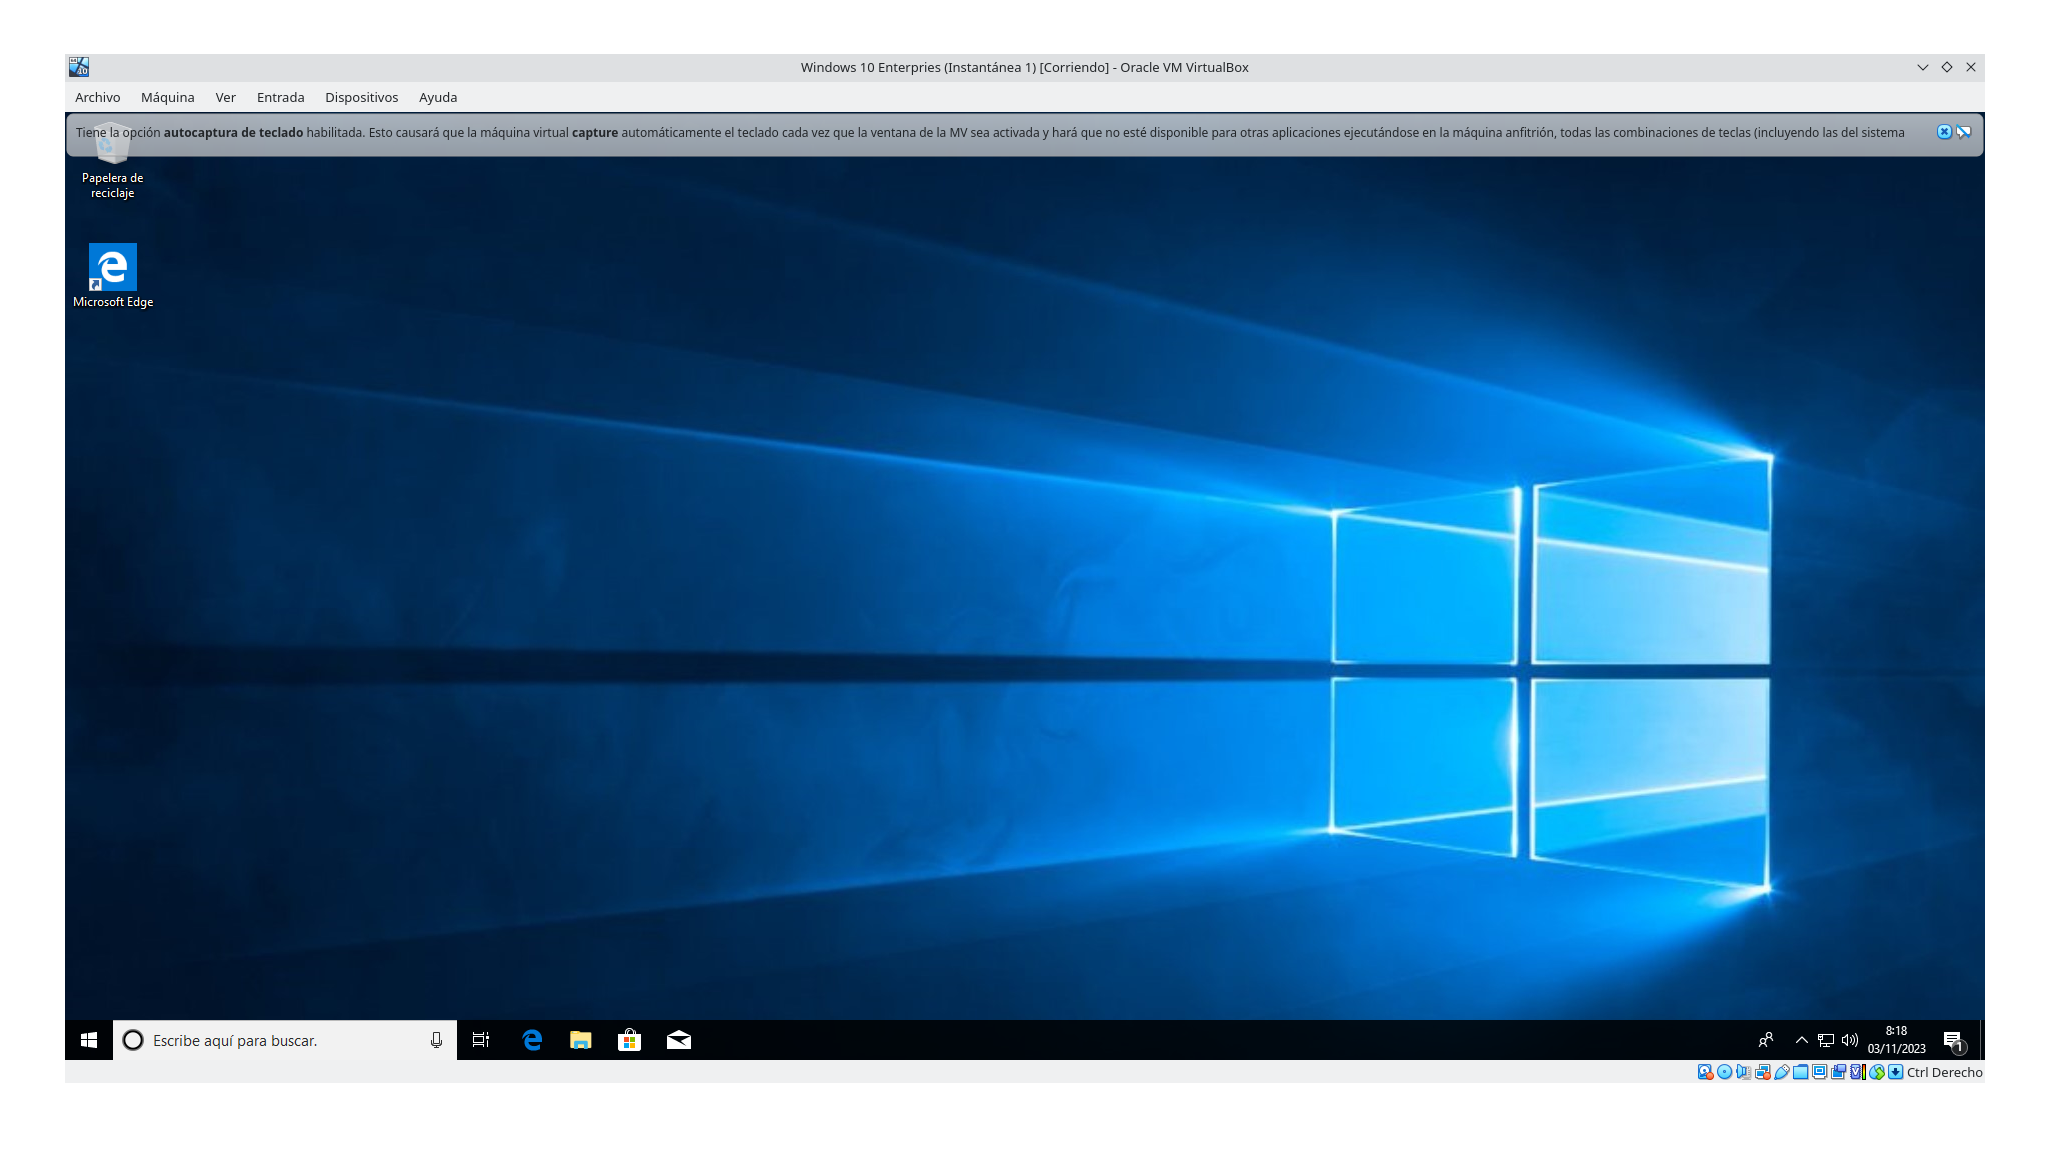 Windows 10 Enterpries (Instantánea 1) [Corriendo] - Oracle VM VirtualBox
Archivo Máquina Ver Entrada Dispositivos Ayuda
Tiene la opción autocaptura de teclado habilitada. Esto causará que la máquina virtual capture automáticamente el teclado cada vez que la ventana de la MV sea activada y hará que no esté disponible para otras aplicaciones ejecutándose en la máquina anfitrión, todas las combinaciones de teclas (incluyendo las del sistema
Papelera de
reciclaje
Microsoft Edge
Escribe aquí para buscar.
8:18
03/11/2023
1
Ctrl Derecho